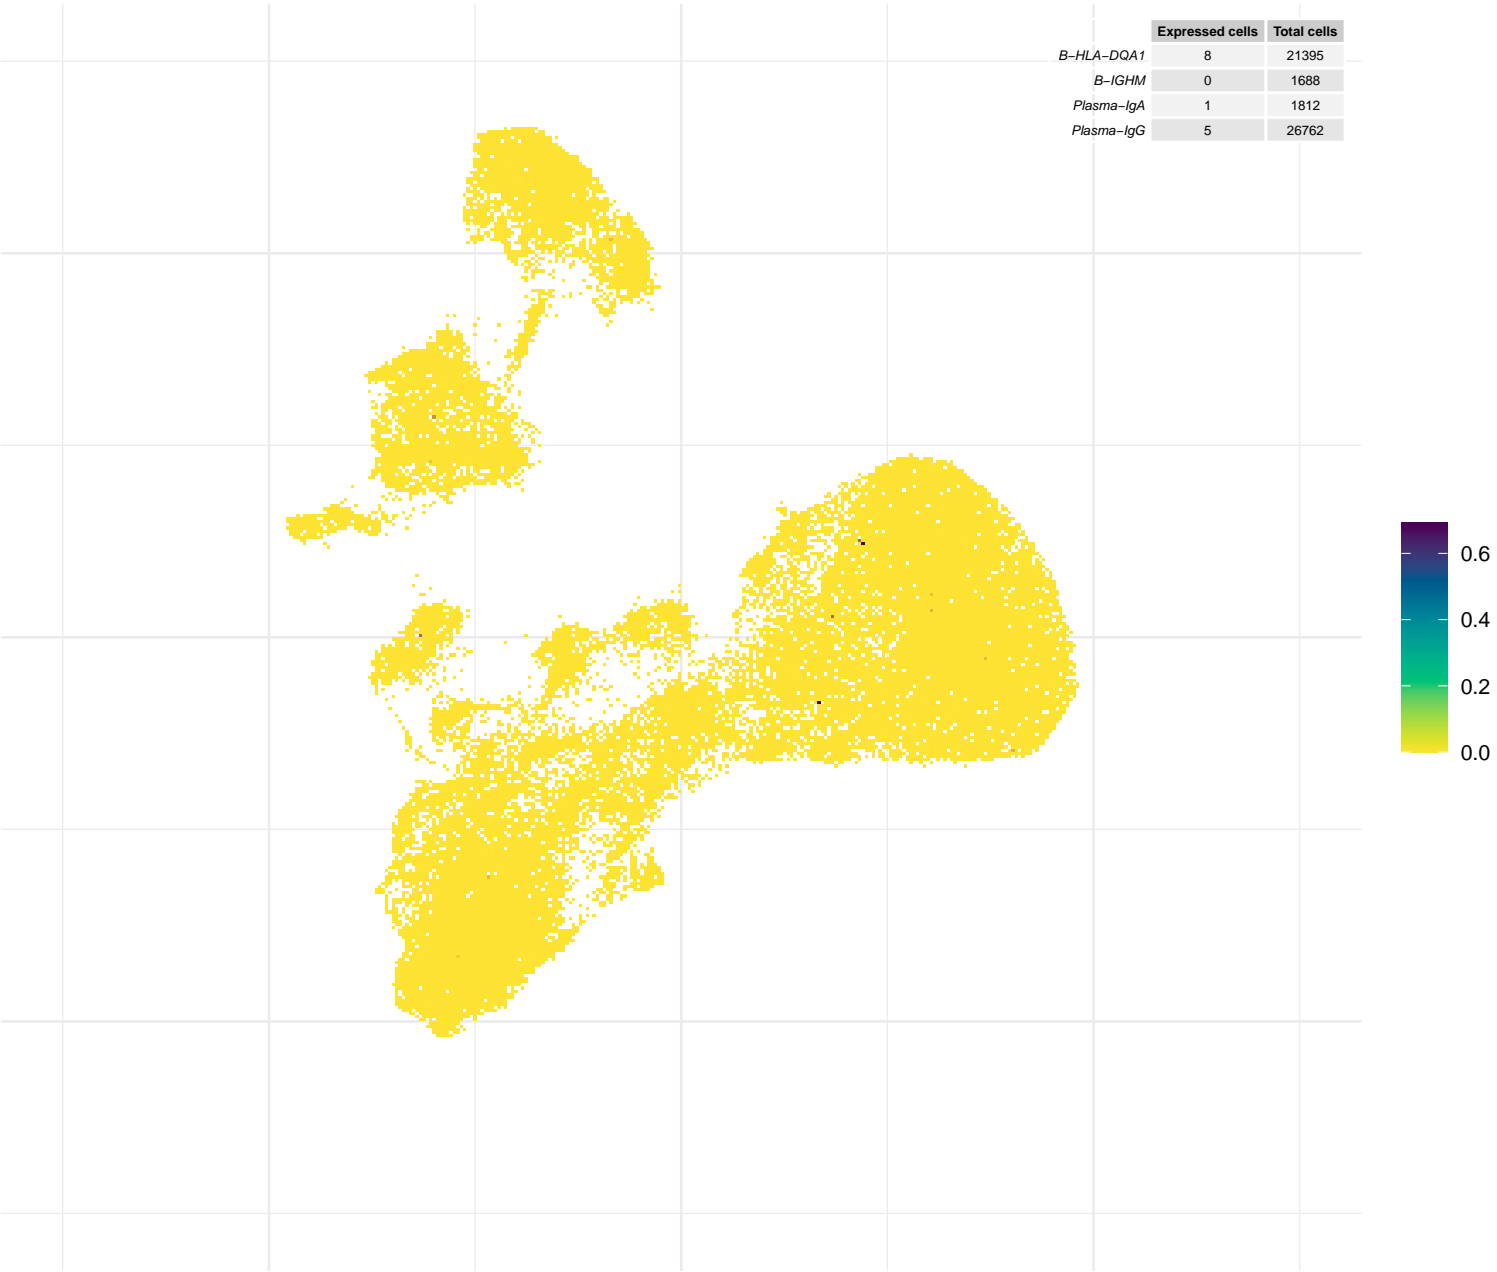 Expressed cells Total cells
B−HLA−DQA1 8 21395
B−IGHM 0 1688
Plasma−IgA 1 1812
Plasma−IgG 5 26762
0.6
0.4
0.2
0.0